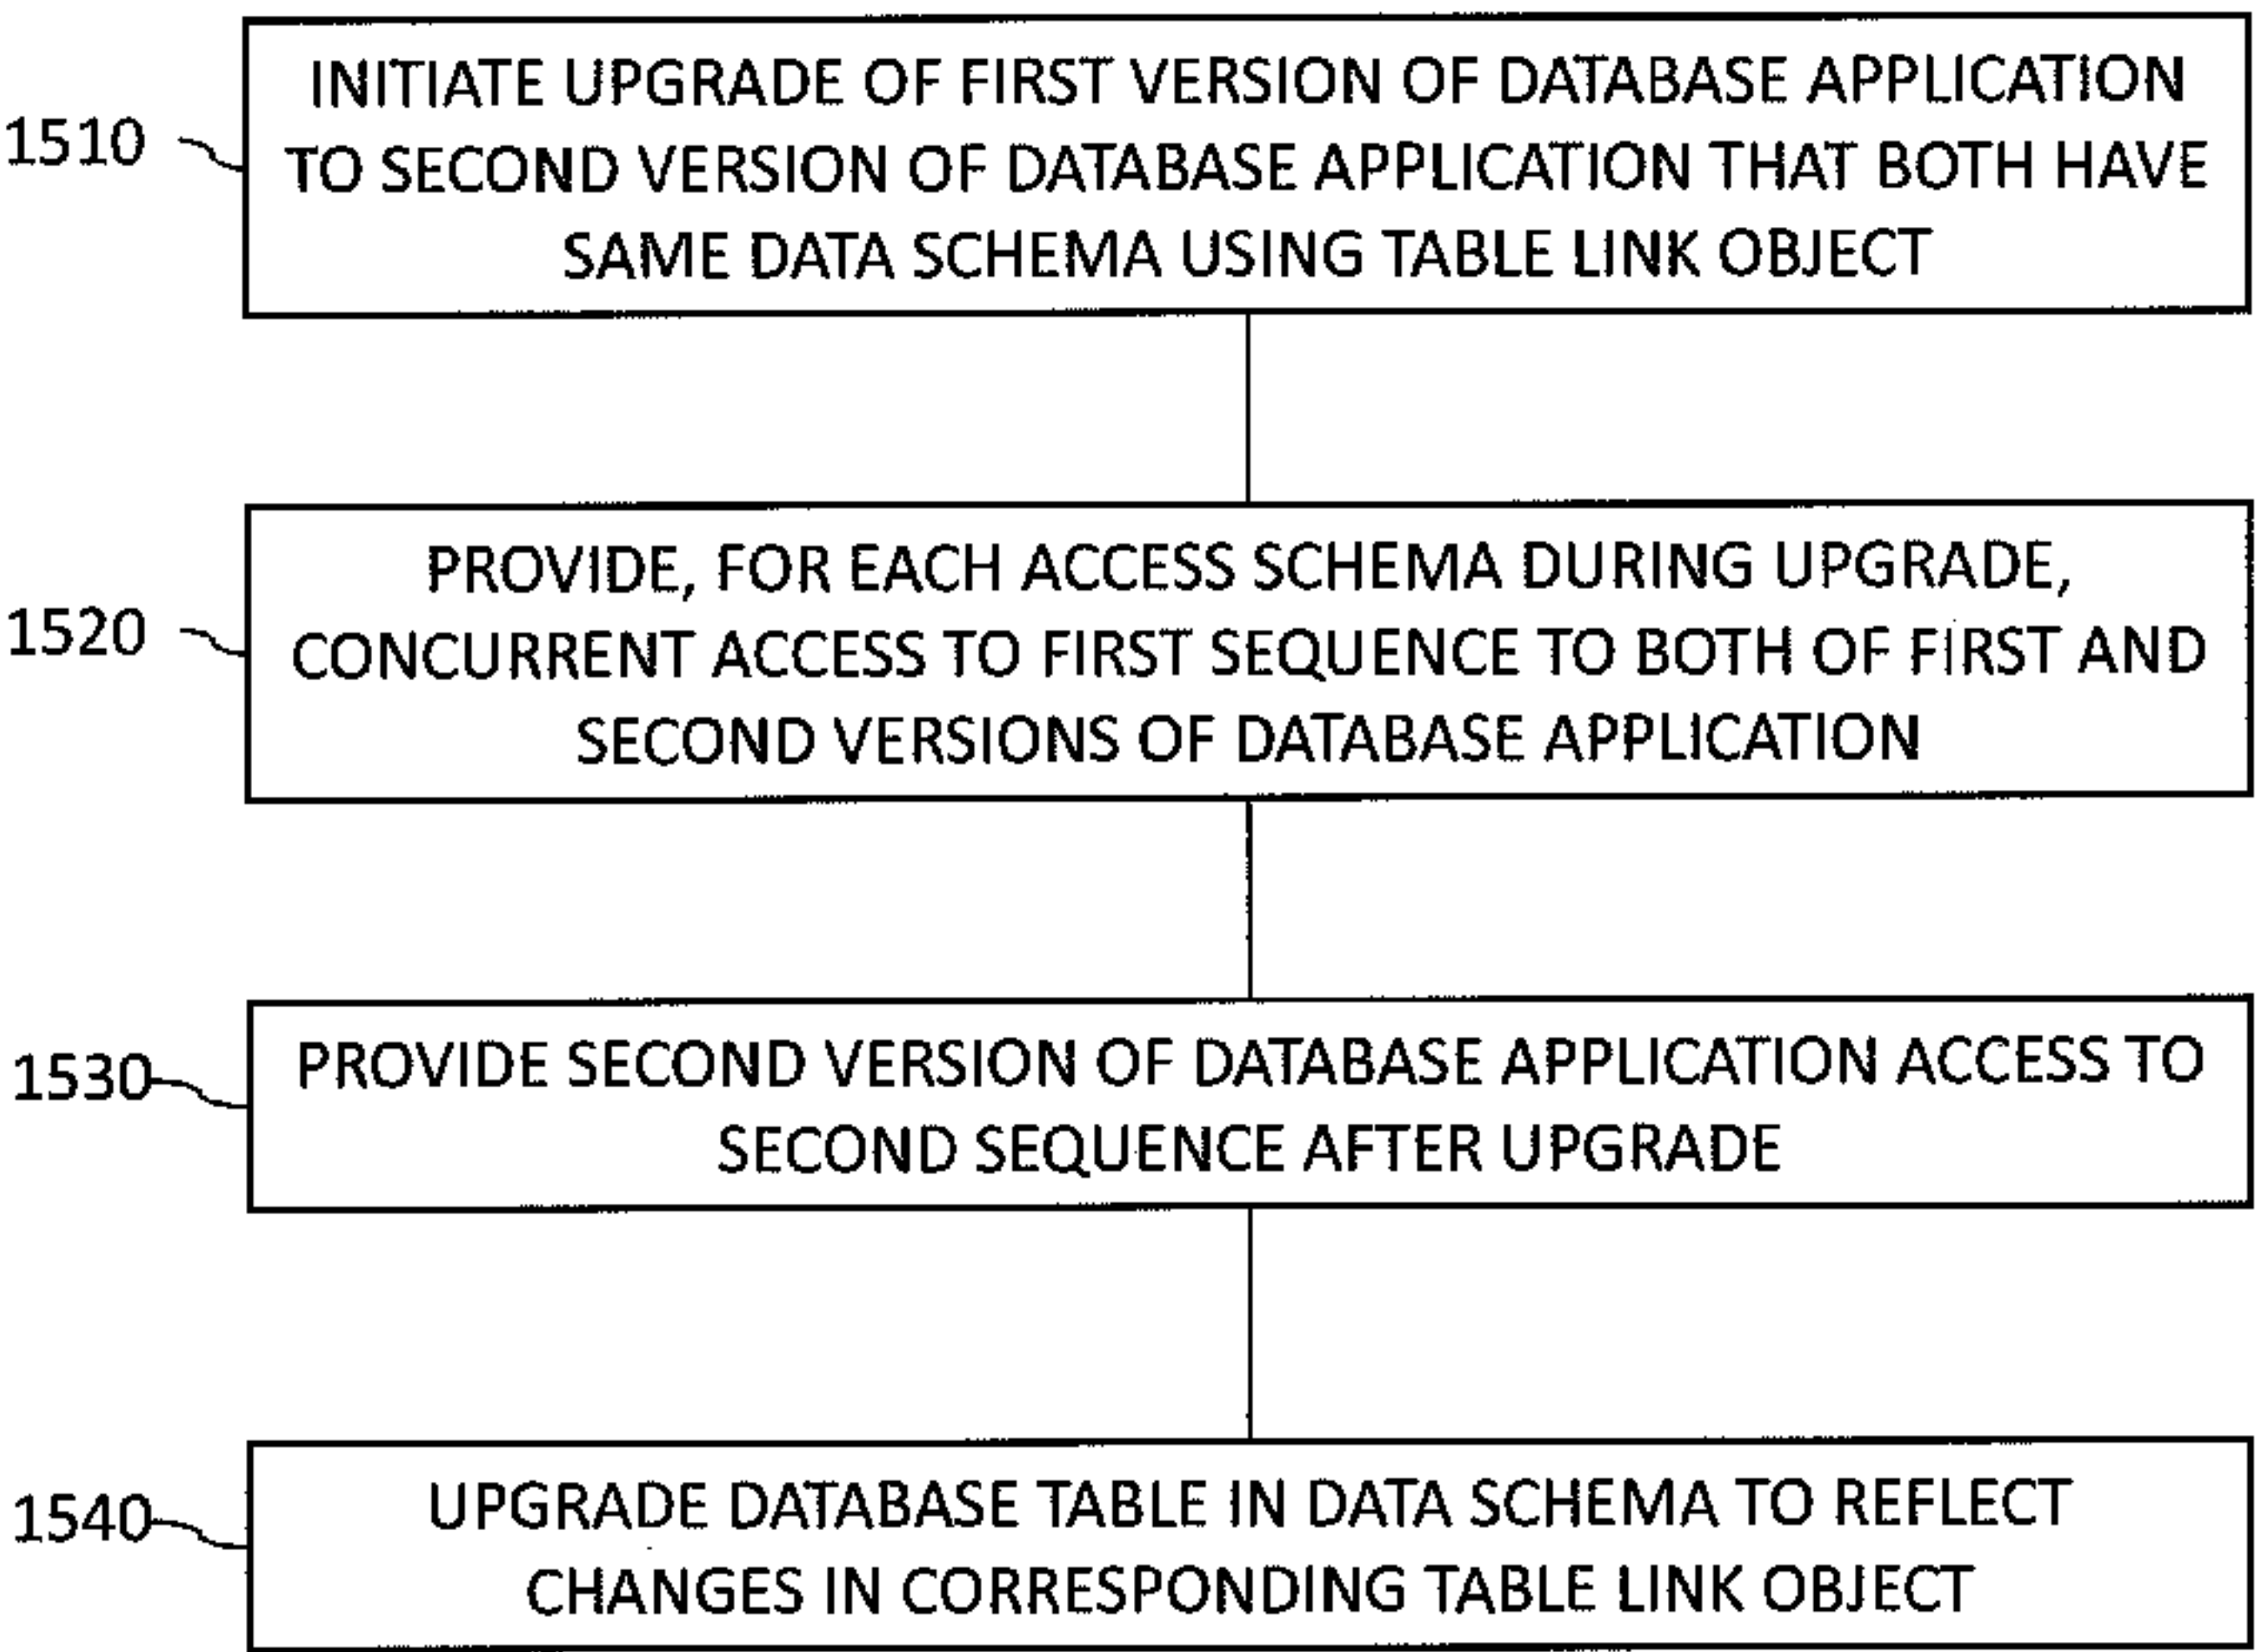 INITIATE UPGRADE OF FIRST VERSION OF DATABASE APPLICATION
1510
TO SECOND VERSION OF DATABASE APPLICATION THAT BOTH HAVE
SAME DATA SCHEMA USING TABLE LINK OBJECT
PROVIDE, FOR EACH ACCESS SCHEMA DURING UPGRADE,
1520
CONCURRENT ACCESS TO FIRST SEQUENCE TO BOTH OF FIRST AND
SECOND VERSIONS OF DATABASE APPLICATION
1530
PROVIDE SECOND VERSION OF DATABASE APPLICATION ACCESS TO
SECOND SEQUENCE AFTER UPGRADE
1540
UPGRADE DATABASE TABLE IN DATA SCHEMA TO REFLECT
CHANGES IN CORRESPONDING TABLE LINK OBJECT